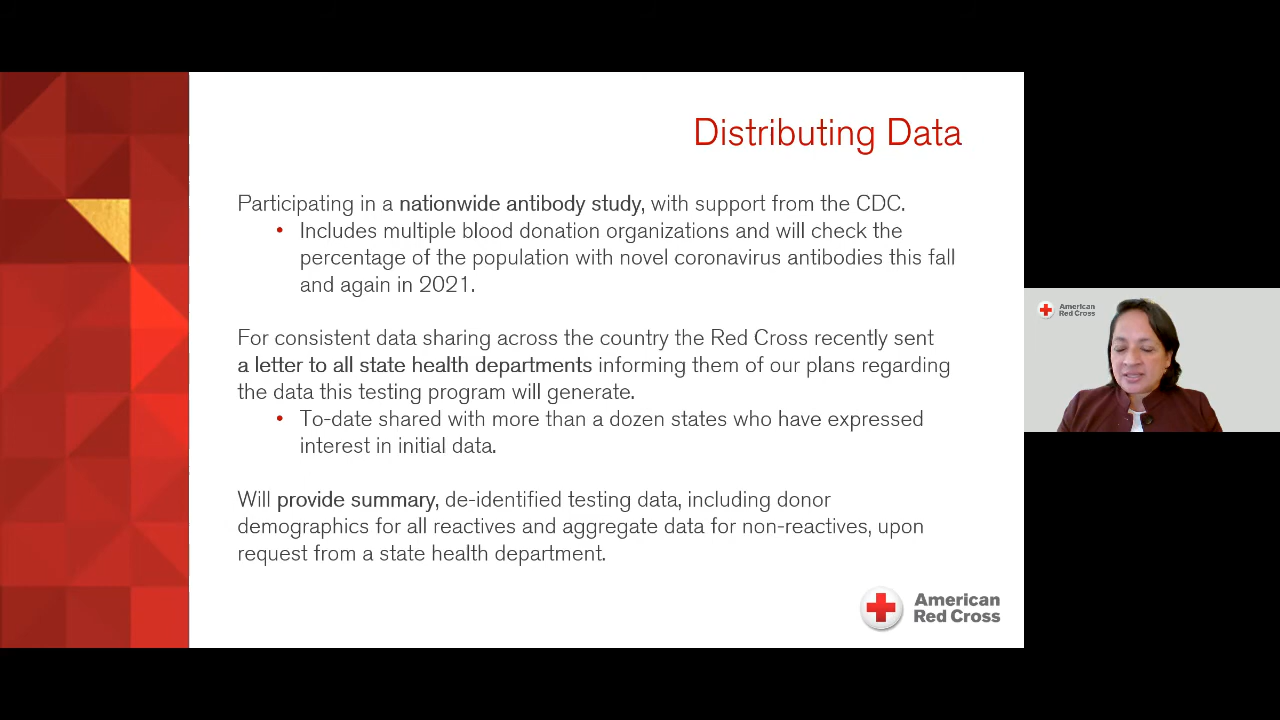 Distributing Data
Participating in a nationwide antibody study, with support from the CDC.
• Includes multiple blood donation organizations and will check the
percentage of the population with novel coronavirus antibodies this fall
and again in 2021.
For consistent data sharing across the country the Red Cross recently sent
a letter to all state health departments informing them of our plans regarding
the data this testing program will generate.
• To-date shared with more than a dozen states who have expressed
interest in initial data.
Will provide summary, de-identified testing data, including donor
demographics for all reactives and aggregate data for non-reactives, upon
request from a state health department.
American
Red Cross
American
Red Cross